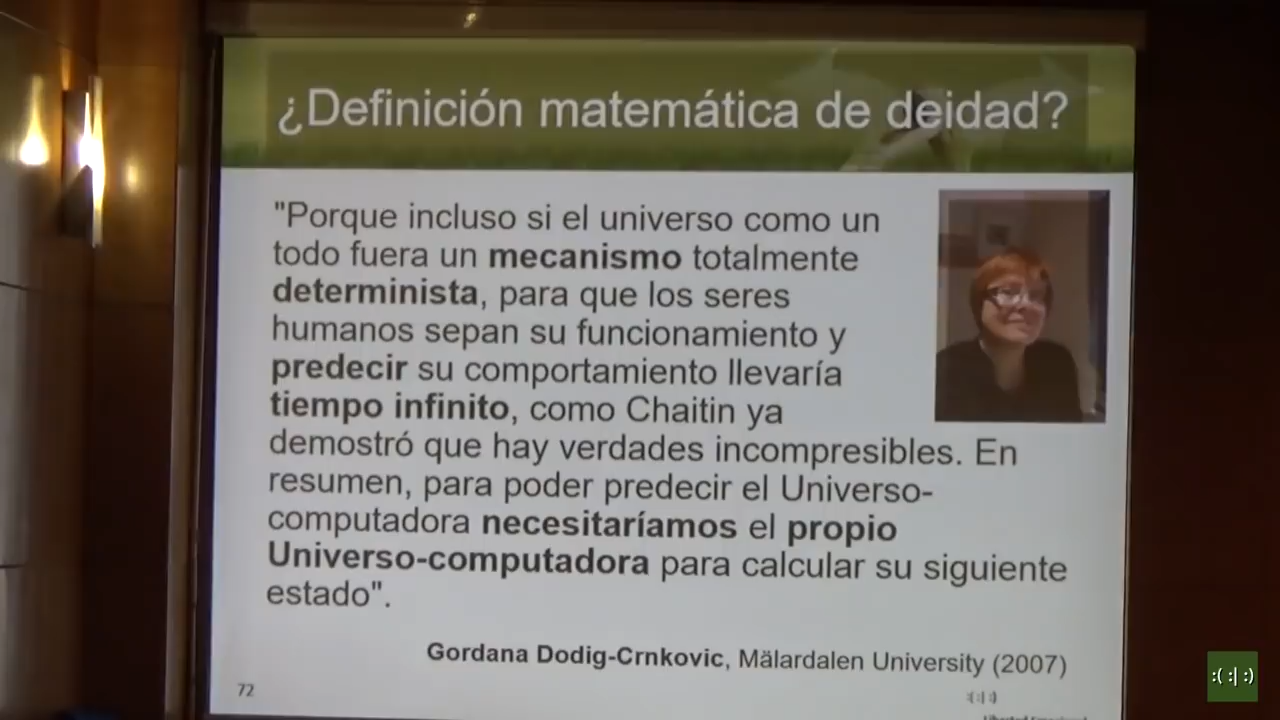 ¿Definición matemática de deidad?
"Porque incluso si el universo como un
todo fuera un mecanismo totalmente
determinista, para que los seres
humanos sepan su funcionamiento y
predecir su comportamiento llevaría
tiempo infinito, como Chaitin ya
demostró que hay verdades incompresibles. En
resumen, para poder predecir el Universo-
computadora necesitaríamos el propio
Universo-computadora para calcular su siguiente
estado".
Gordana Dodig-Crnkovic, Mälardalen University (2007)
72
:(:|:)
:( :| :)